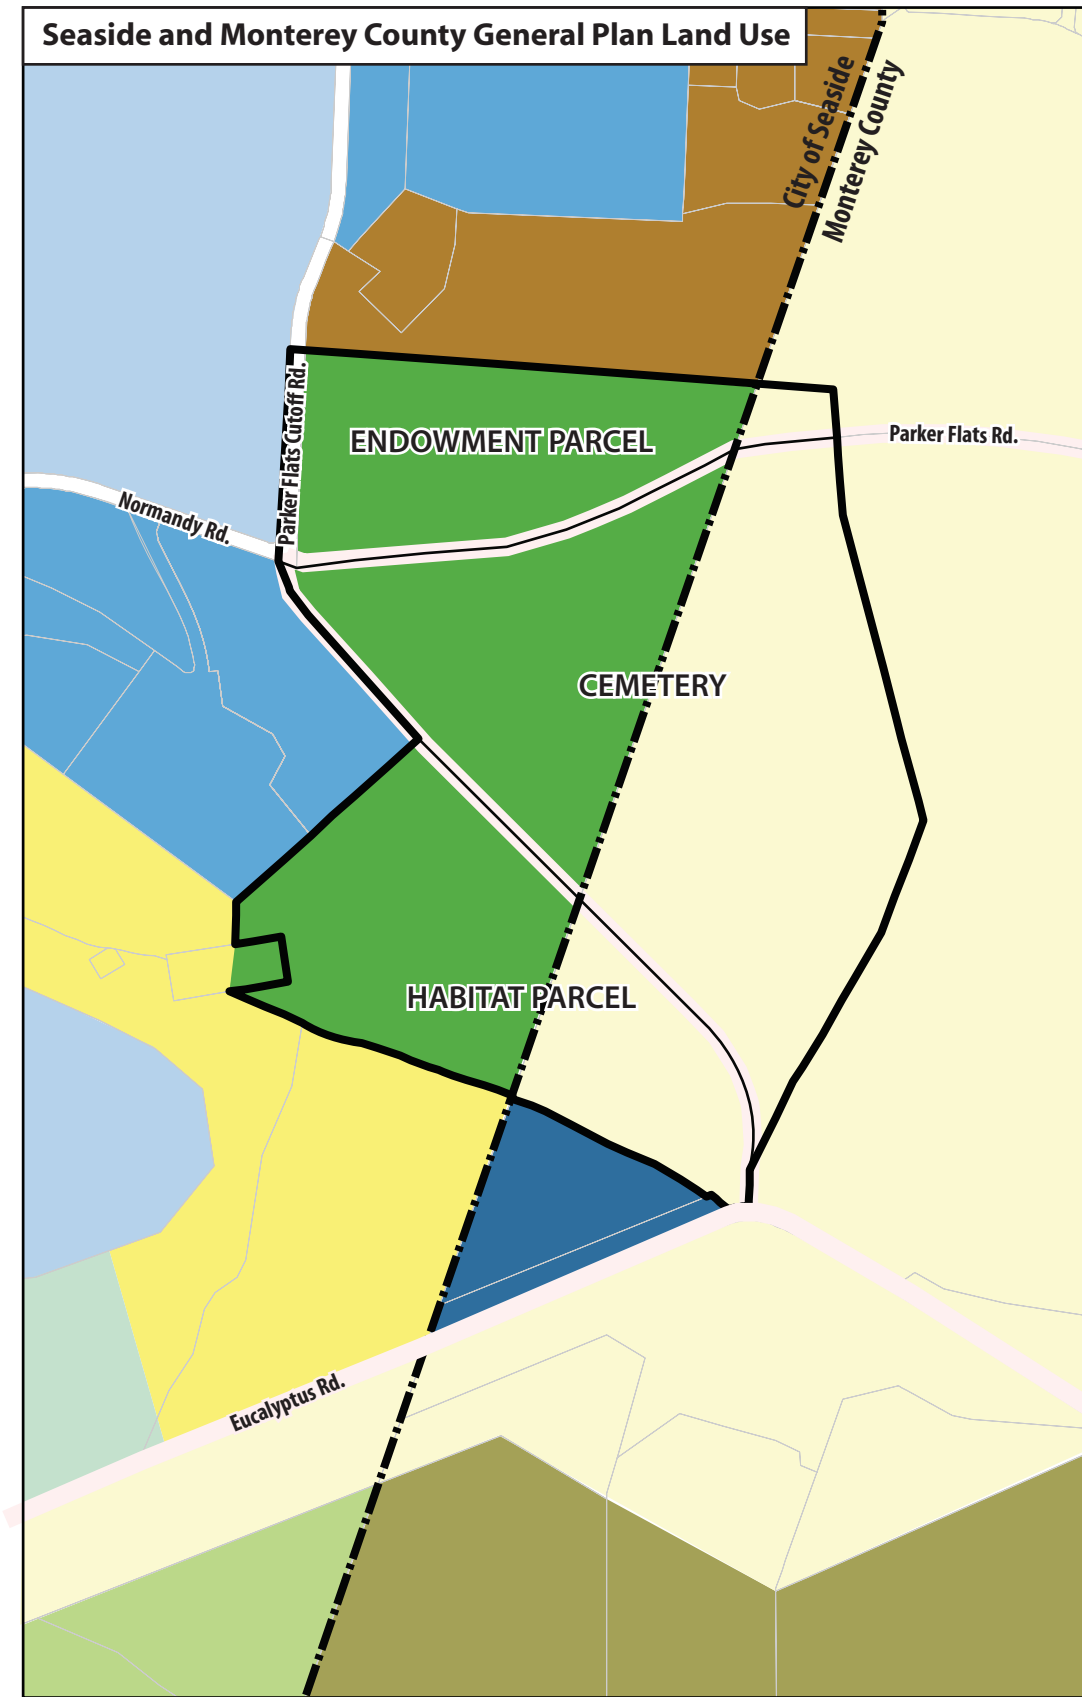 Seaside and Monterey County General Plan Land Use
City of Seaside
Monterey County
Parker Flats Cutoff Rd.
ENDOWMENT PARCEL
Parker Flats Rd.
Normandy Rd.
CEMETERY
HABITAT PARCEL
Eucalyptus Rd.